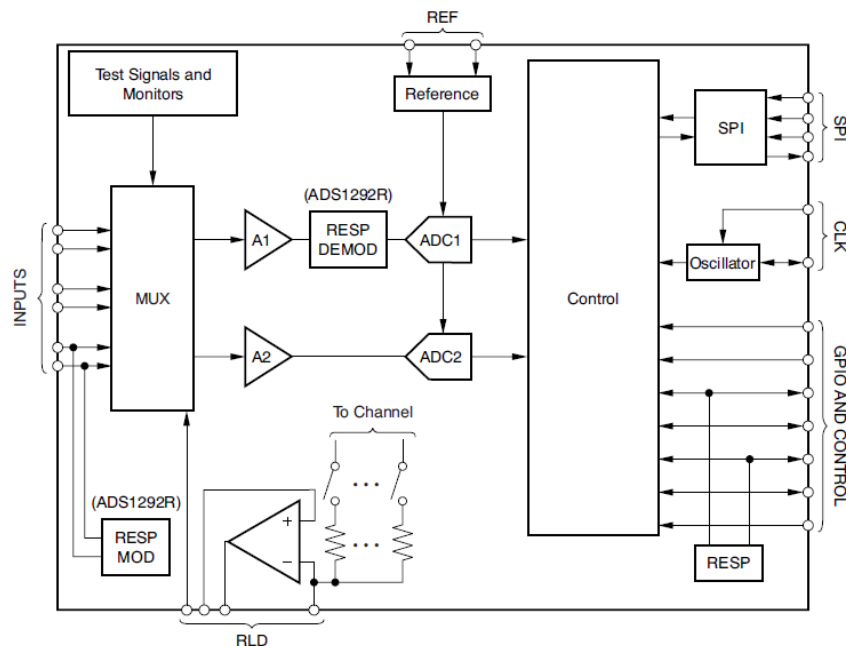 REF
Test Signals and
Monitors
Reference
SPI
SPI
(ADS1292R)
A1
RESP
DEMOD
ADC1
CLK
Oscillator
INPUTS
MUX
Control
A2
ADC2
GPIO AND CONTROL
To Channel
(ADS1292R)
RESP
MOD
+
−
RESP
RLD